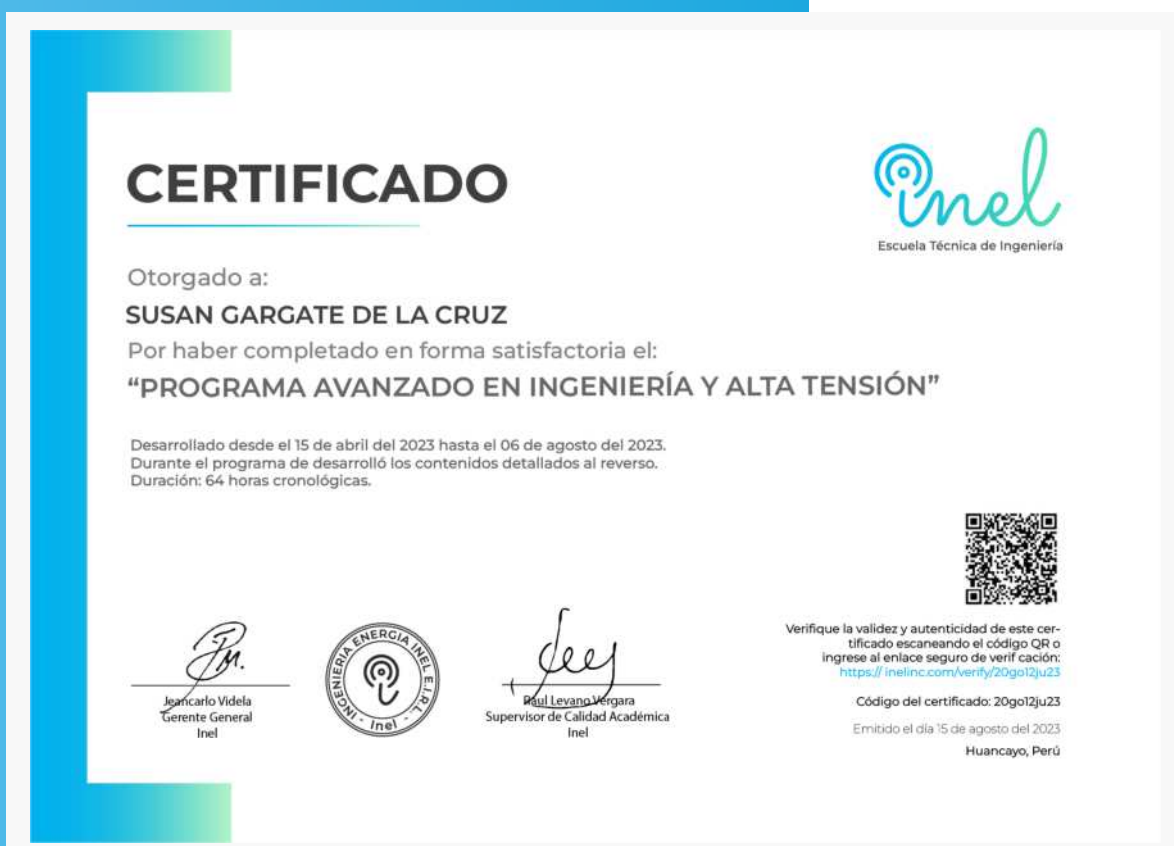 CERTIFICADO
inel
Escuela Técnica de Ingeniería
Otorgado a:
SUSAN GARGATE DE LA CRUZ
Por haber completado en forma satisfactoria el:
“PROGRAMA AVANZADO EN INGENIERÍA Y ALTA TENSIÓN”
Desarrollado desde el 15 de abril del 2023 hasta el 06 de agosto del 2023.
Durante el programa de desarrolló los contenidos detallados al reverso.
Duración: 64 horas cronológicas.
Jeancarlo Videla
Gerente General
Inel
INGENIERIA ENERGIA INEL E.I.R.L.
- Inel -
Raul Levano Vergara
Supervisor de Calidad Académica
Inel
Verifique la validez y autenticidad de este cer-
tificado escaneando el código QR o
ingrese al enlace seguro de verif cación:
https:// inelinc.com/verify/20go12ju23
Código del certificado: 20go12ju23
Emitido el día 15 de agosto del 2023
Huancayo, Perú